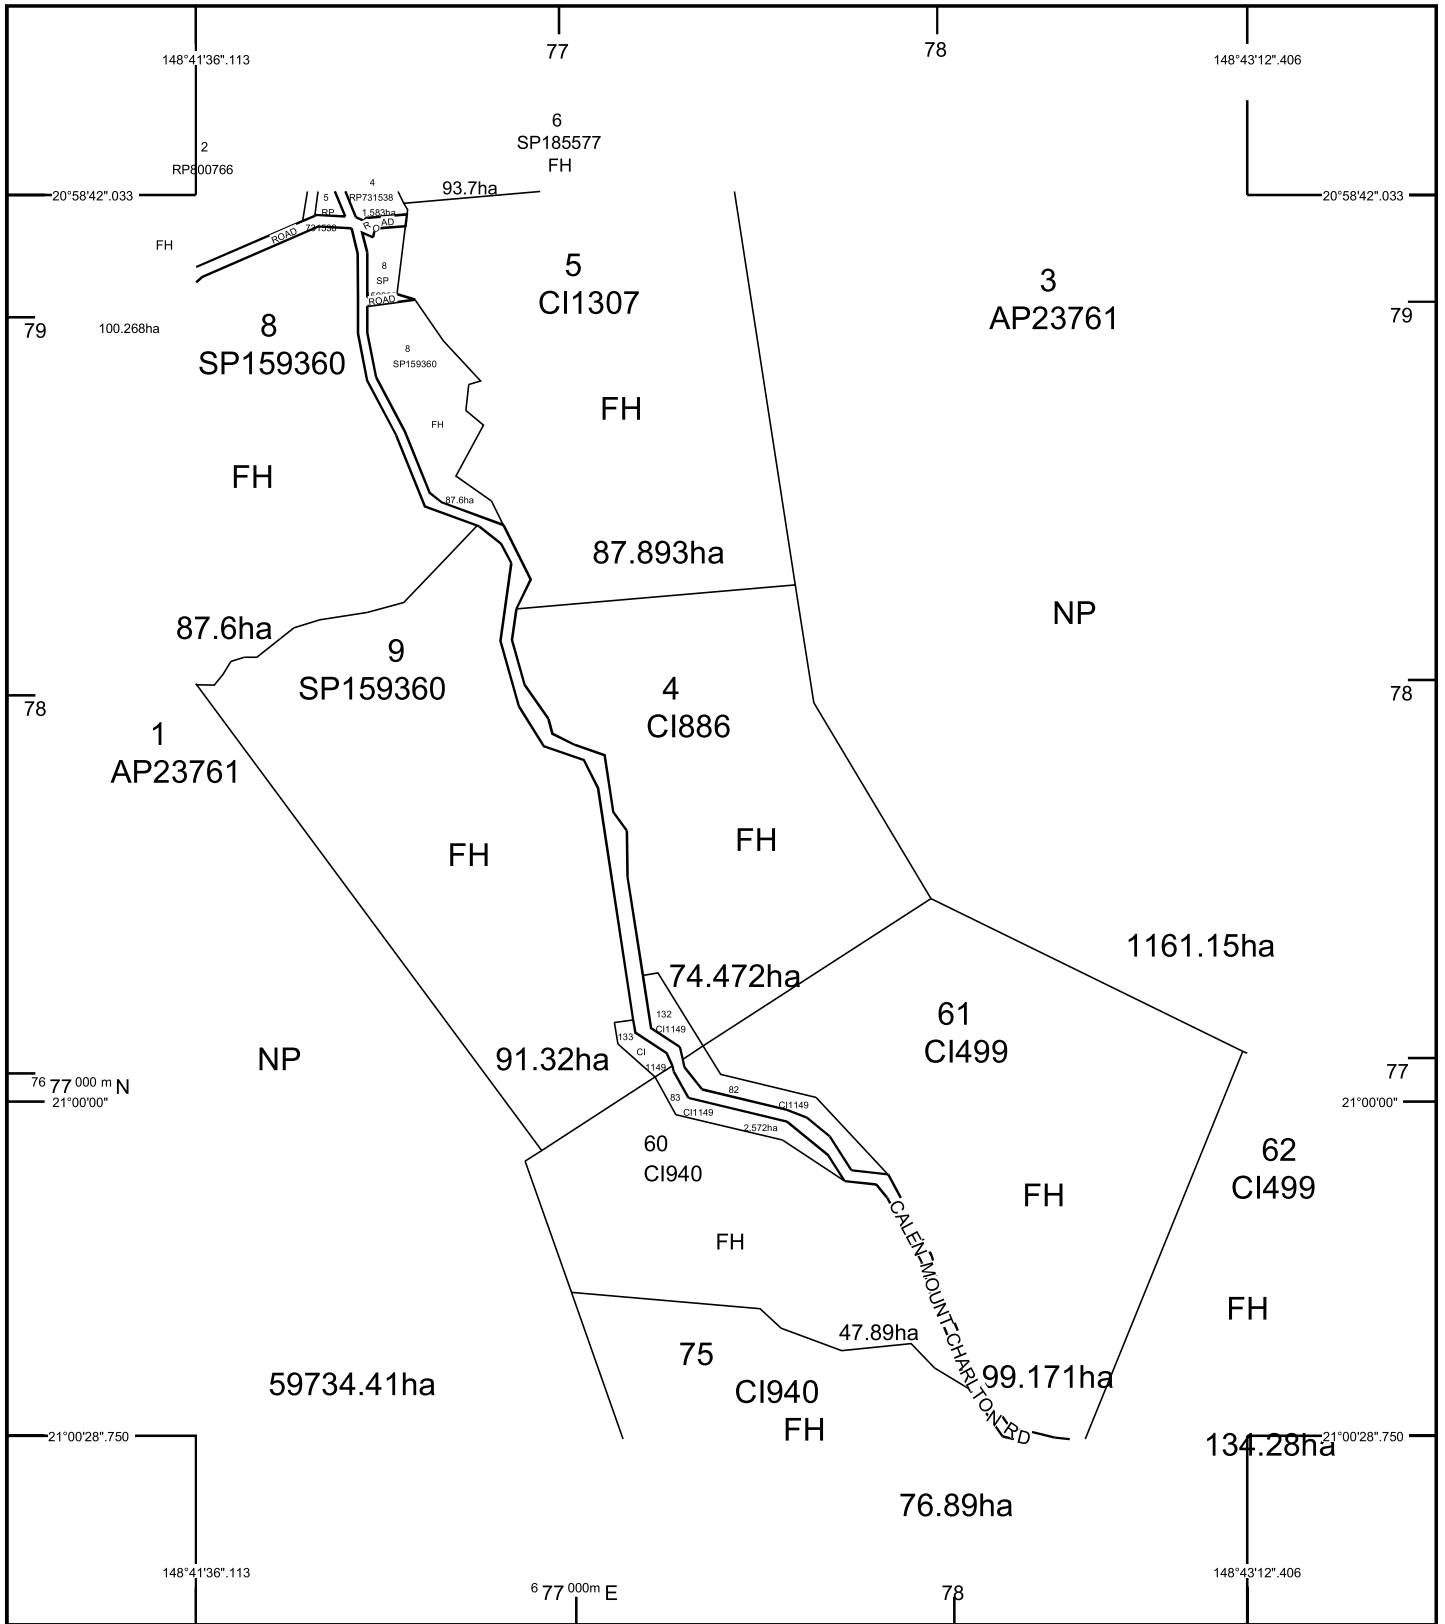 77
78
148°41'36".113
148°43'12".406
6
SP185577
FH
2
RP800766
20°58'42".033
20°58'42".033
93.7ha
4
RP731538
1.583ha
5
RP
731538
ROAD
ROAD
FH
8
SP
ROAD
5
CI1307
3
AP23761
79
79
100.268ha
8
SP159360
8
SP159360
FH
FH
FH
87.6ha
87.893ha
NP
87.6ha
9
SP159360
4
CI886
78
78
1
AP23761
FH
FH
1161.15ha
74.472ha
61
CI499
132
CI1149
133
CI
1149
91.32ha
NP
76 77 000 m N
77
21°00'00"
21°00'00"
82
CI1149
83
CI1149
2.572ha
60
CI940
62
CI499
FH
FH
CALEN-MOUNT-CHARLTON RD
FH
47.89ha
75
CI940
FH
99.171ha
59734.41ha
21°00'28".750
134.28ha
21°00'28".750
76.89ha
148°41'36".113
148°43'12".406
6 77 000m E
78